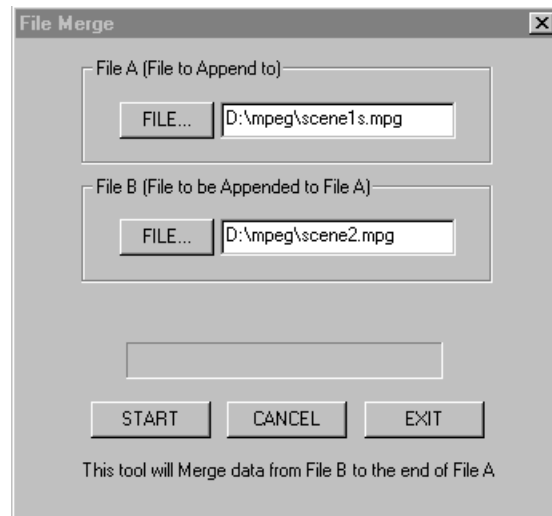 File Merge
File A (File to Append to)
FILE...
D:\mpeg\scene1s.mpg
File B (File to be Appended to File A)
FILE...
D:\mpeg\scene2.mpg
START
CANCEL
EXIT
This tool will Merge data from File B to the end of File A